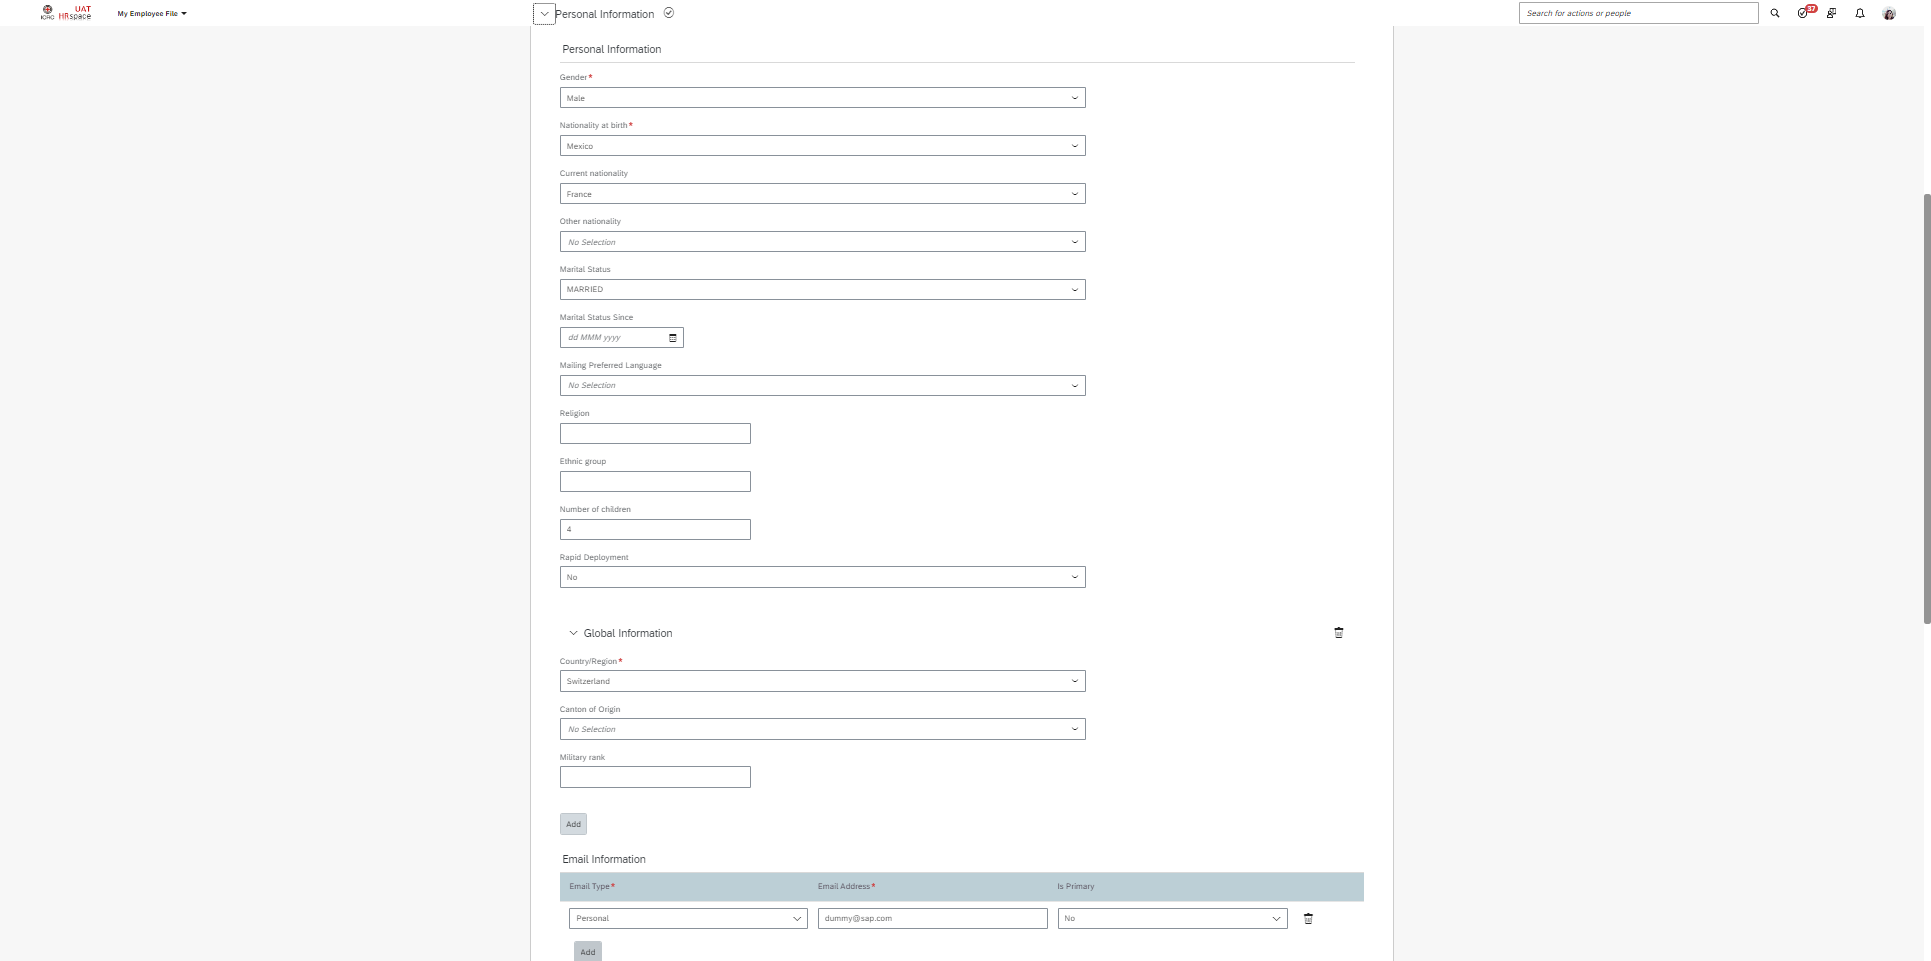 ICRC
UAT
HRspace
My Employee File
Personal Information
Search for actions or people
37
Personal Information
Gender*
Male
Nationality at birth*
Mexico
Current nationality
France
Other nationality
No Selection
Marital Status
MARRIED
Marital Status Since
dd MMM yyyy
Mailing Preferred Language
No Selection
Religion
Ethnic group
Number of children
4
Rapid Deployment
No
Global Information
Country/Region*
Switzerland
Canton of Origin
No Selection
Military rank
Add
Email Information
Email Type* Email Address* Is Primary
Personal dummy@sap.com No
Add